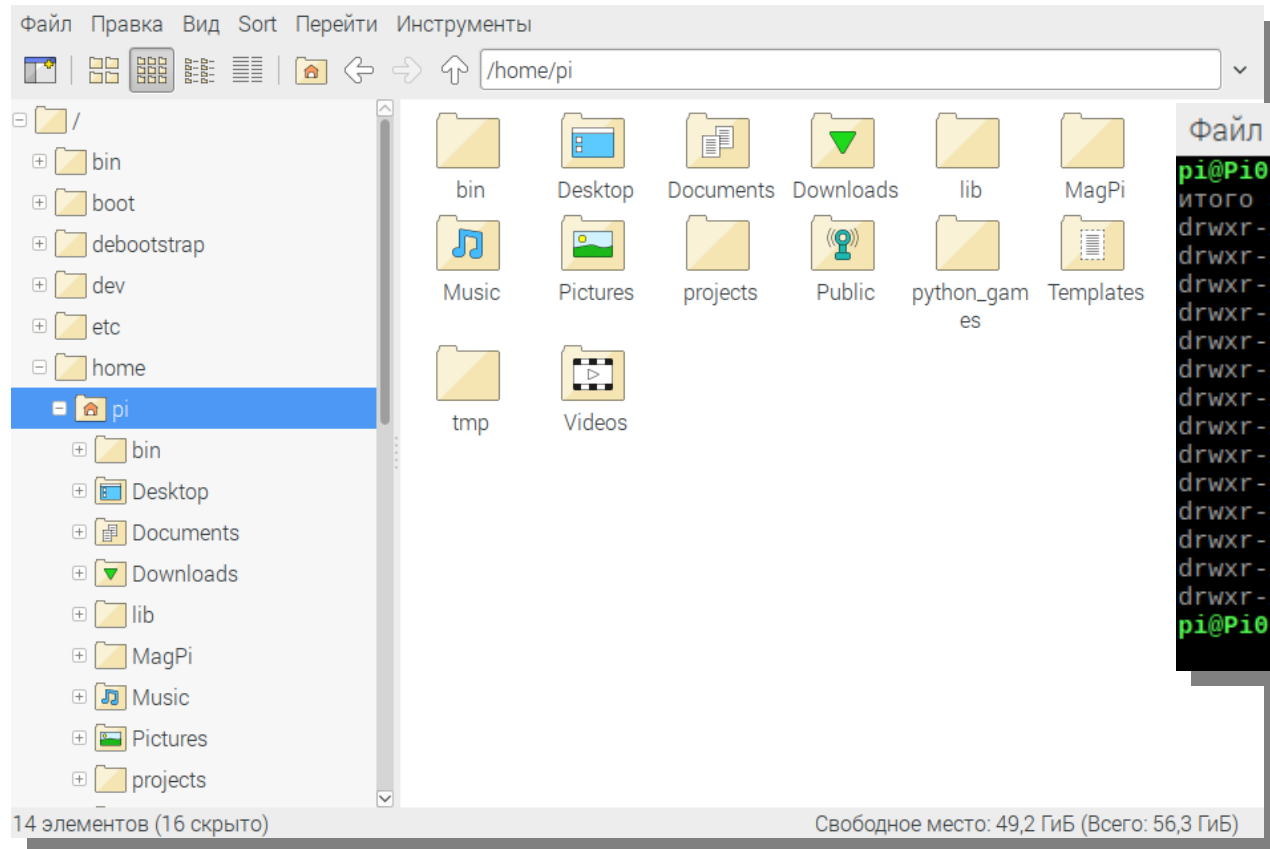 Файл Правка Вид Sort Перейти Инструменты
/home/pi
/
bin
boot
debootstrap
dev
etc
home
pi
bin
Desktop
Documents
Downloads
lib
MagPi
Music
Pictures
projects
bin Desktop Documents Downloads lib MagPi
Music Pictures projects Public python_gam Templates
es
tmp Videos
14 элементов (16 скрыто)
Свободное место: 49,2 ГиБ (Всего: 56,3 ГиБ)
Файл
pi@Pi0
итого
drwxr-
drwxr-
drwxr-
drwxr-
drwxr-
drwxr-
drwxr-
drwxr-
drwxr-
drwxr-
drwxr-
drwxr-
drwxr-
drwxr-
pi@Pi0